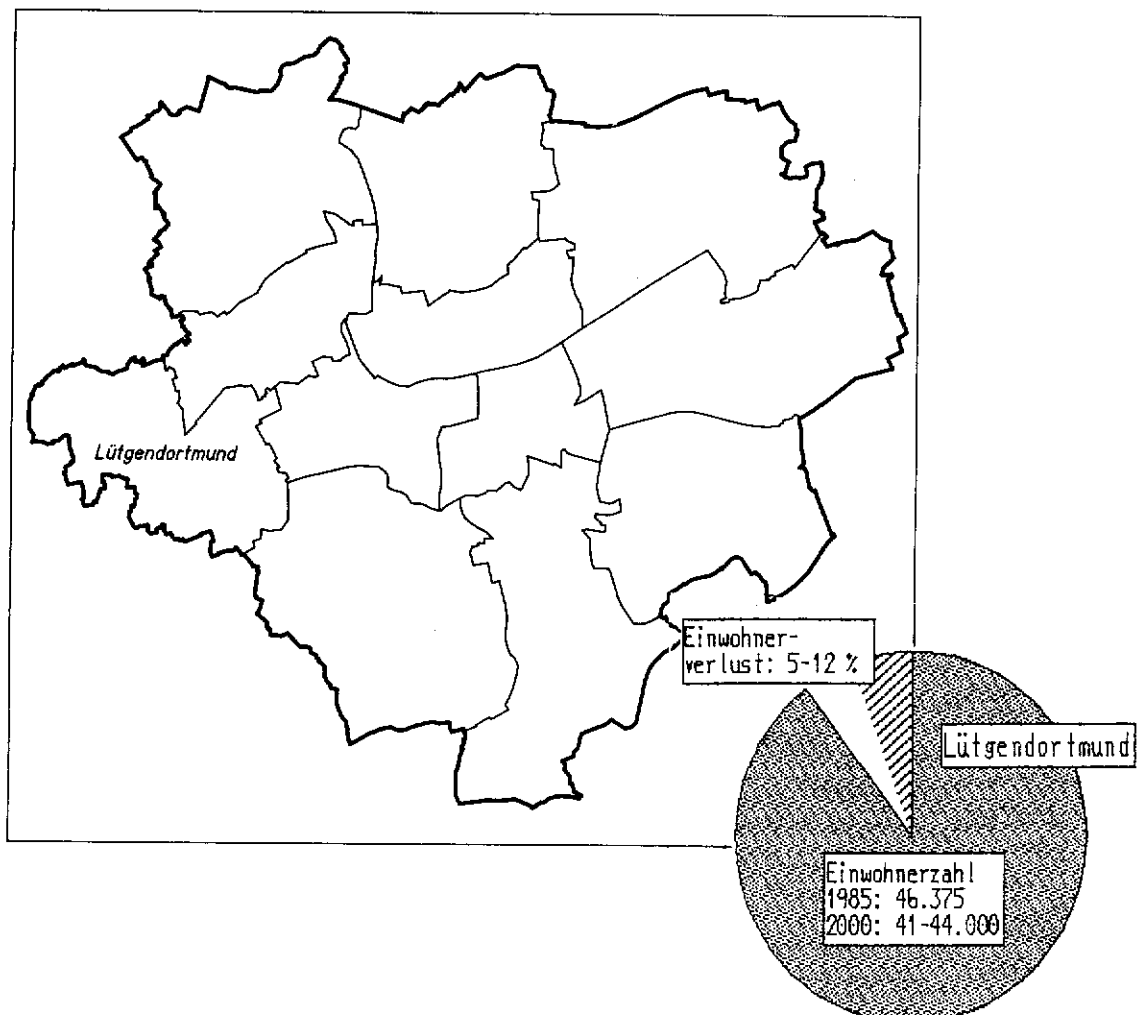 Lütgendortmund
Einwohner-
verlust: 5-12 %
Lütgendortmund
Einwohnerzahl
1985: 46.375
2000: 41-44.000